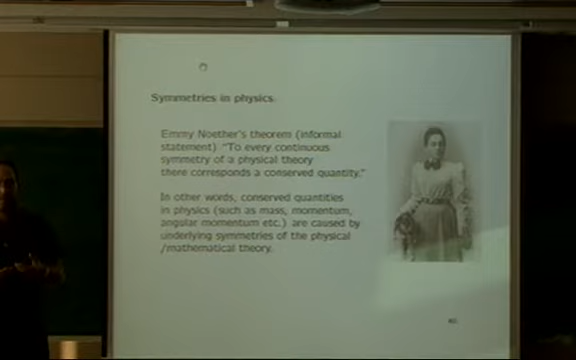 Symmetries in physics.
Emmy Noether's theorem (informal
statement) "To every continuous
symmetry of a physical theory
there corresponds a conserved quantity."
In other words, conserved quantities
in physics (such as mass, momentum,
angular momentum etc.) are caused by
underlying symmetries of the physical
/mathematical theory.